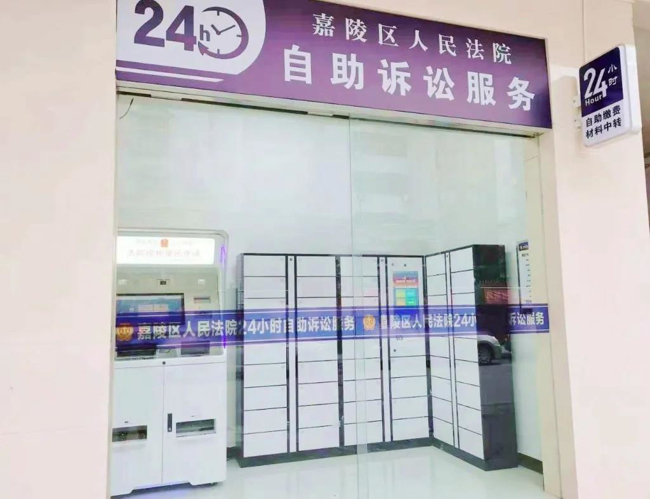 24h
嘉陵区人民法院
自助诉讼服务
24小时
Hour
自助缴费
材料中转
嘉陵区人民法院24小时自助诉讼服务
嘉陵区人民法院24小 诉讼服务